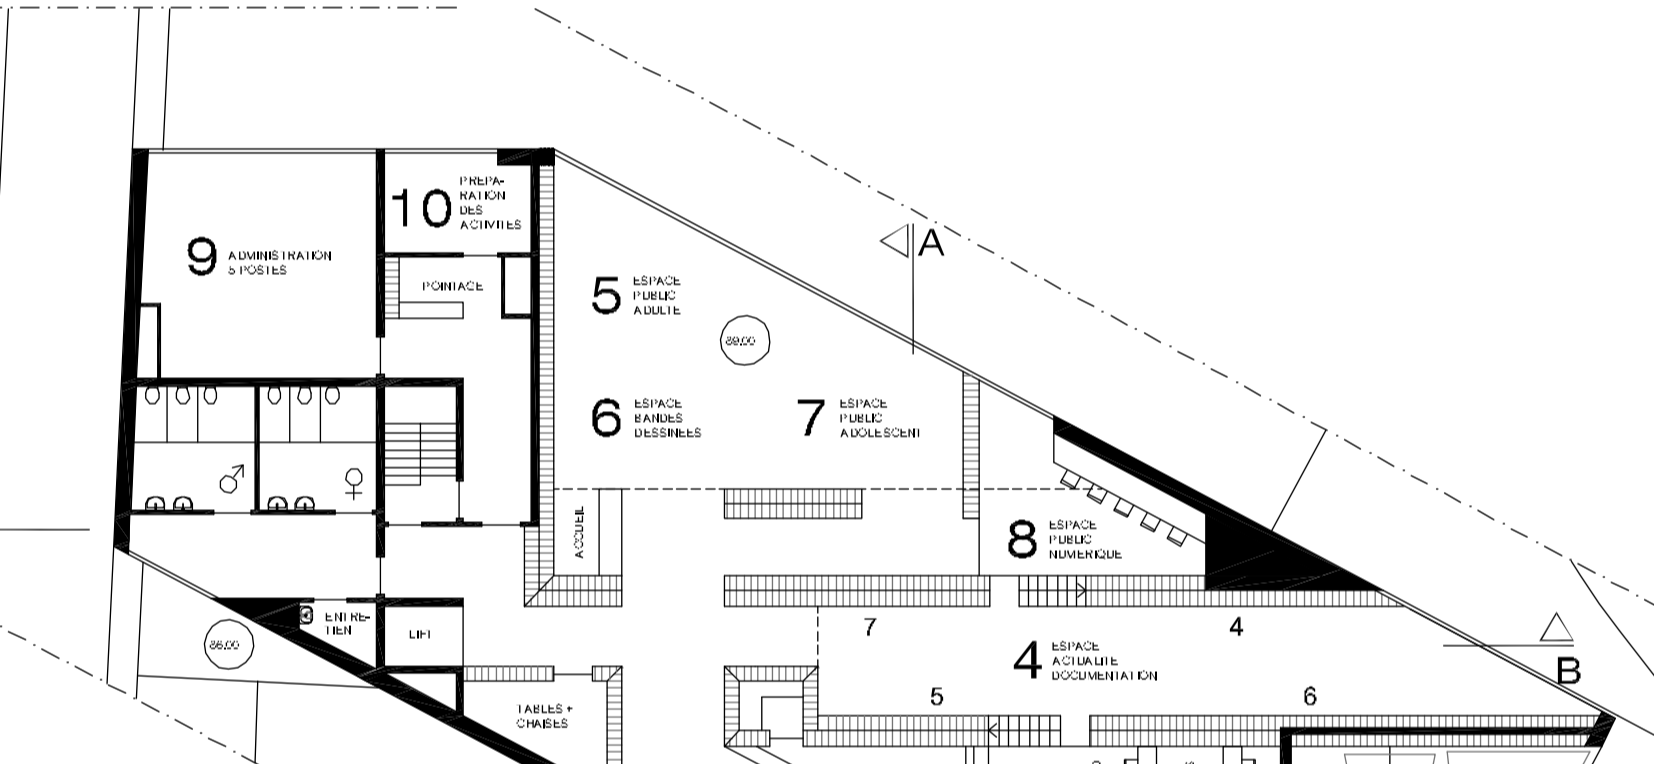 10
PREPA-
RATION
DES
ACTIVITES
9
ADMINISTRATION
5 POSTES
POINTAGE
A
5
ESPACE
PUBLIC
ADULTE
89.00
6
ESPACE
BANDES
DESSINEES
7
ESPACE
PUBLIC
ADOLESCENT
ACCUEIL
8
ESPACE
PUBLIC
NUMERIQUE
ENTRE-
TIEN
LIFT
86.00
7
4
4
ESPACE
ACTUALITE
DOCUMENTATION
B
5
6
TABLES +
CHAISES